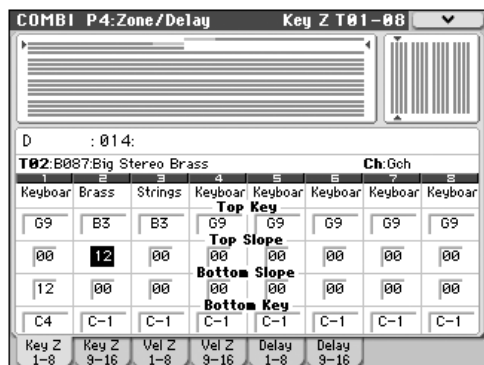 COMBI P4:Zone/Delay Key Z T01-08
D :014:
T02:B087:Big Stereo Brass Ch:Gch
1 2 3 4 5 6 7 8
Keyboar Brass Strings Keyboar Keyboar Keyboar Keyboar Keyboar
Top Key
G9 B3 B3 G9 G9 G9 G9 G9
Top Slope
00 12 00 00 00 00 00 00
Bottom Slope
12 00 00 00 00 00 00 00
Bottom Key
C4 C-1 C-1 C-1 C-1 C-1 C-1 C-1
Key Z 1-8 Key Z 9-16 Vel Z 1-8 Vel Z 9-16 Delay 1-8 Delay 9-16